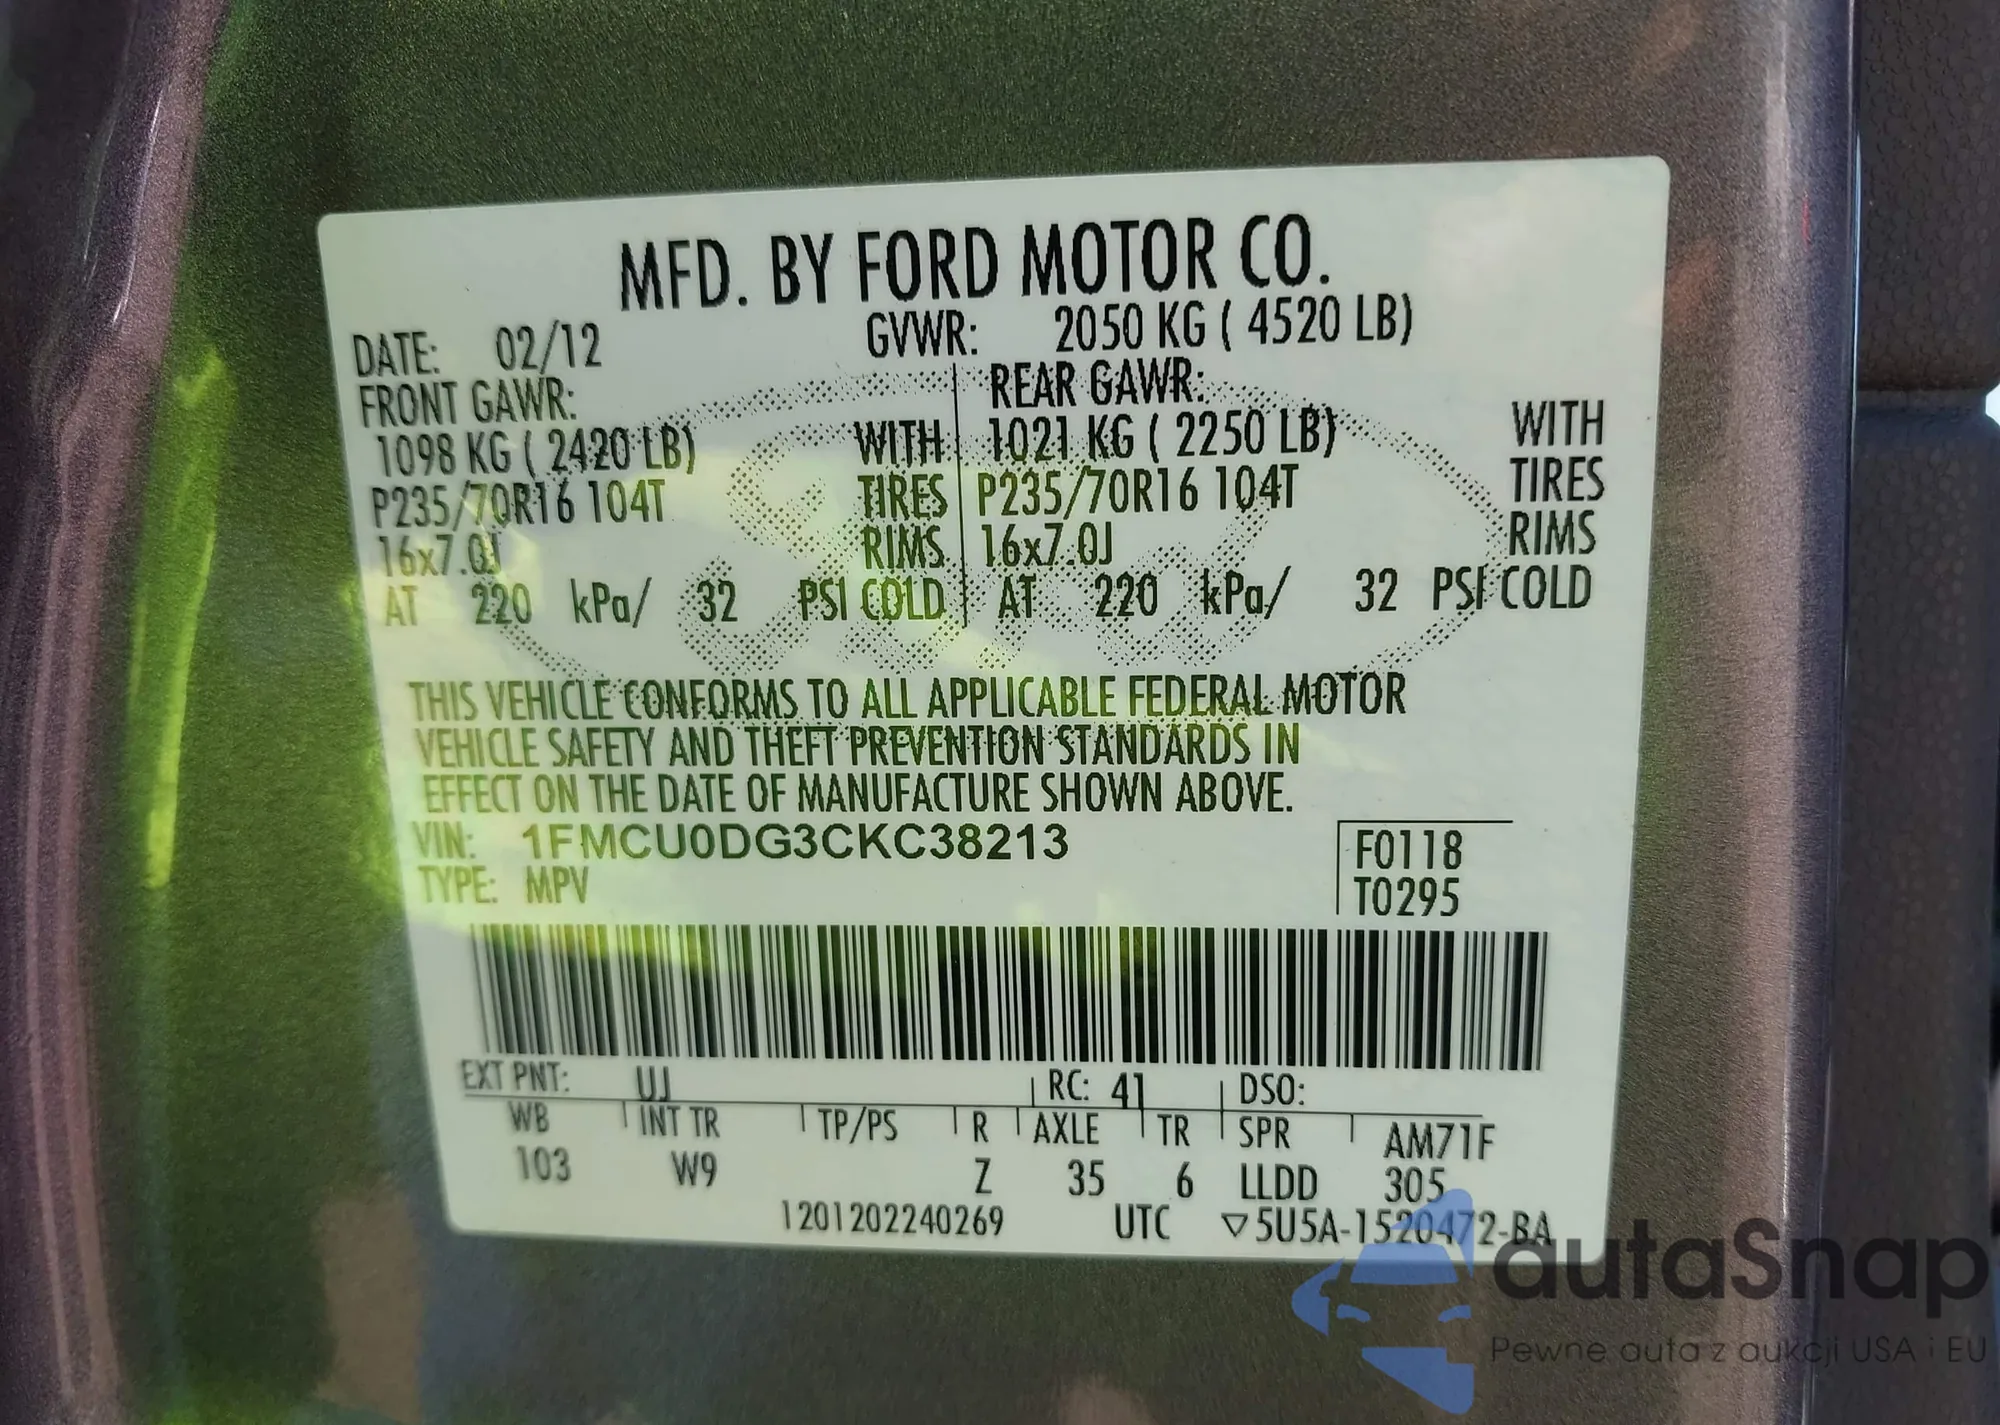 MFD. BY FORD MOTOR CO.
DATE: 02/12 GVWR: 2050 KG ( 4520 LB)
FRONT GAWR: REAR GAWR:
1098 KG ( 2420 LB) WITH 1021 KG ( 2250 LB) WITH
P235/70R16 104T TIRES P235/70R16 104T TIRES
16x7.0J RIMS 16x7.0J RIMS
AT 220 kPa/ 32 PSI COLD AT 220 kPa/ 32 PSI COLD
THIS VEHICLE CONFORMS TO ALL APPLICABLE FEDERAL MOTOR
VEHICLE SAFETY AND THEFT PREVENTION STANDARDS IN
EFFECT ON THE DATE OF MANUFACTURE SHOWN ABOVE.
VIN: 1FMCU0DG3CKC38213 F0118
TYPE: MPV T0295
EXT PNT: UJ RC: 41 DSO:
WB INT TR TP/PS R AXLE TR SPR AM71F
103 W9 Z 35 6 LLDD 305
1201202240269 UTC ▽5U5A-1520472-BA
autaSnap
Pewne auta z aukcji USA i EU